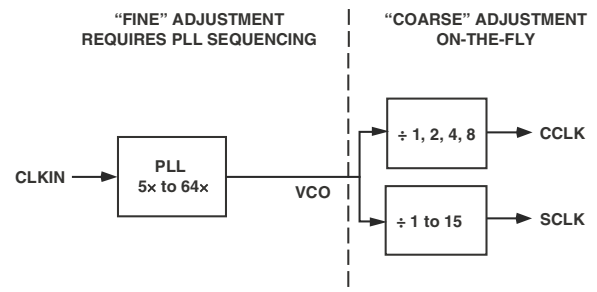 “FINE” ADJUSTMENT
REQUIRES PLL SEQUENCING
“COARSE” ADJUSTMENT
ON-THE-FLY
CLKIN
PLL
5× to 64×
VCO
÷ 1, 2, 4, 8
CCLK
÷ 1 to 15
SCLK